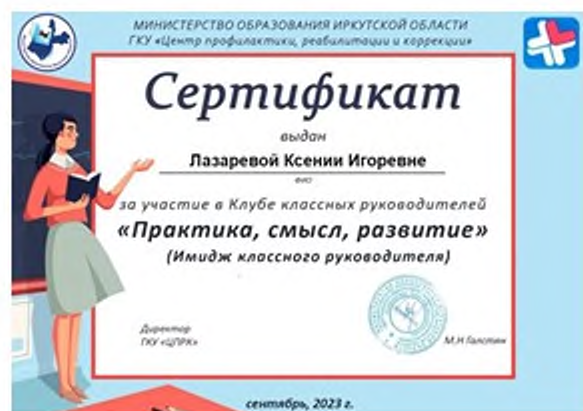 МИНИСТЕРСТВО ОБРАЗОВАНИЯ ИРКУТСКОЙ ОБЛАСТИ
ГКУ «Центр профилактики, реабилитации и коррекции»
Сертификат
выдан
Лазаревой Ксении Игоревне
ФИО
за участие в Клубе классных руководителей
«Практика, смысл, развитие»
(Имидж классного руководителя)
Директор
ГКУ «ЦПРК»
М.Н Галстян
сентябрь, 2023 г.